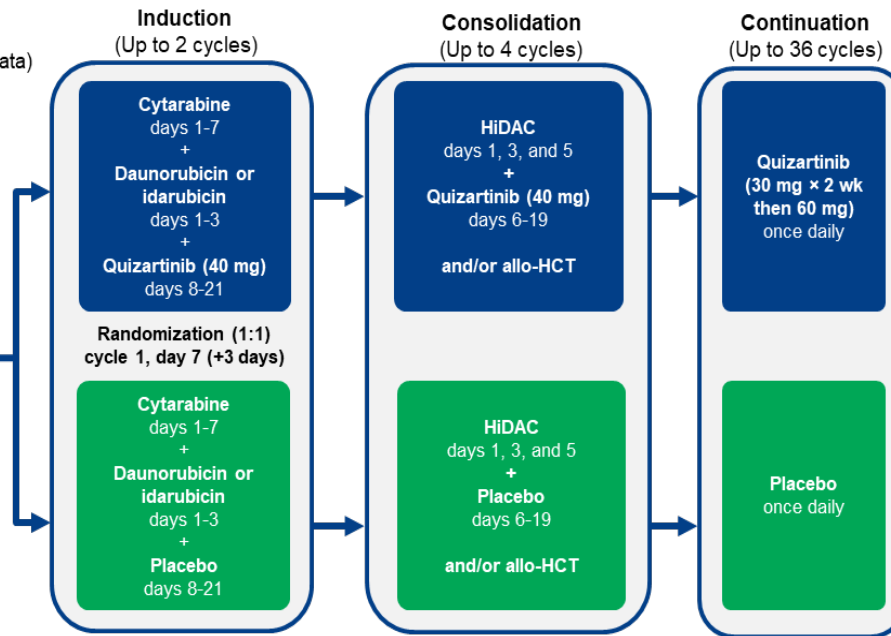 ata)
Induction
(Up to 2 cycles)
Cytarabine
days 1-7
+
Daunorubicin or
idarubicin
days 1-3
+
Quizartinib (40 mg)
days 8-21
Randomization (1:1)
cycle 1, day 7 (+3 days)
Cytarabine
days 1-7
+
Daunorubicin or
idarubicin
days 1-3
+
Placebo
days 8-21
Consolidation
(Up to 4 cycles)
HiDAC
days 1, 3, and 5
+
Quizartinib (40 mg)
days 6-19
and/or allo-HCT
HiDAC
days 1, 3, and 5
+
Placebo
days 6-19
and/or allo-HCT
Continuation
(Up to 36 cycles)
Quizartinib
(30 mg × 2 wk
then 60 mg)
once daily
Placebo
once daily